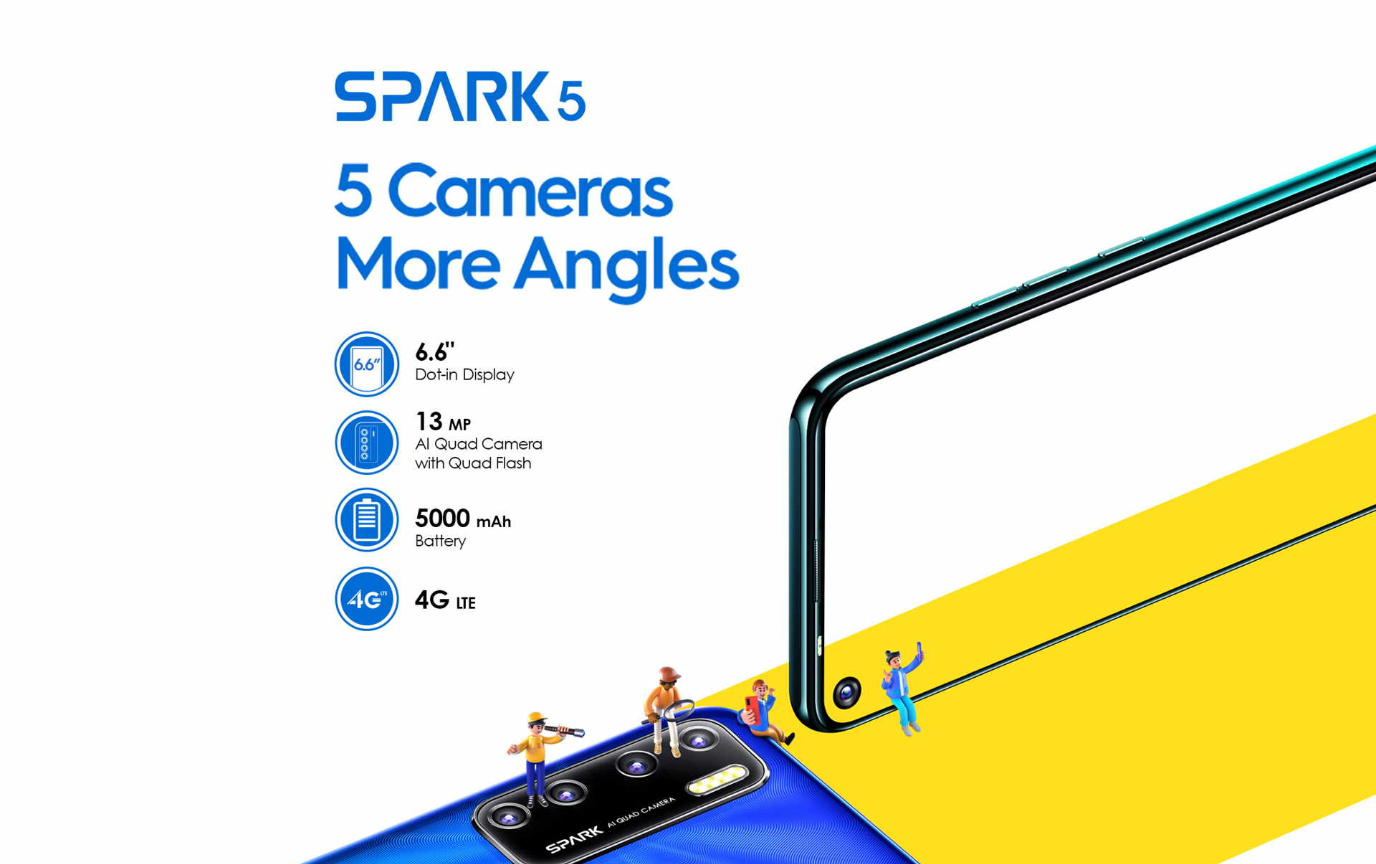 SPARK 5
5 Cameras
More Angles
6.6"
6.6"
Dot-in Display
13 MP
AI Quad Camera
with Quad Flash
5000 mAh
Battery
4G LTE
4G LTE
SPARK AI QUAD CAMERA